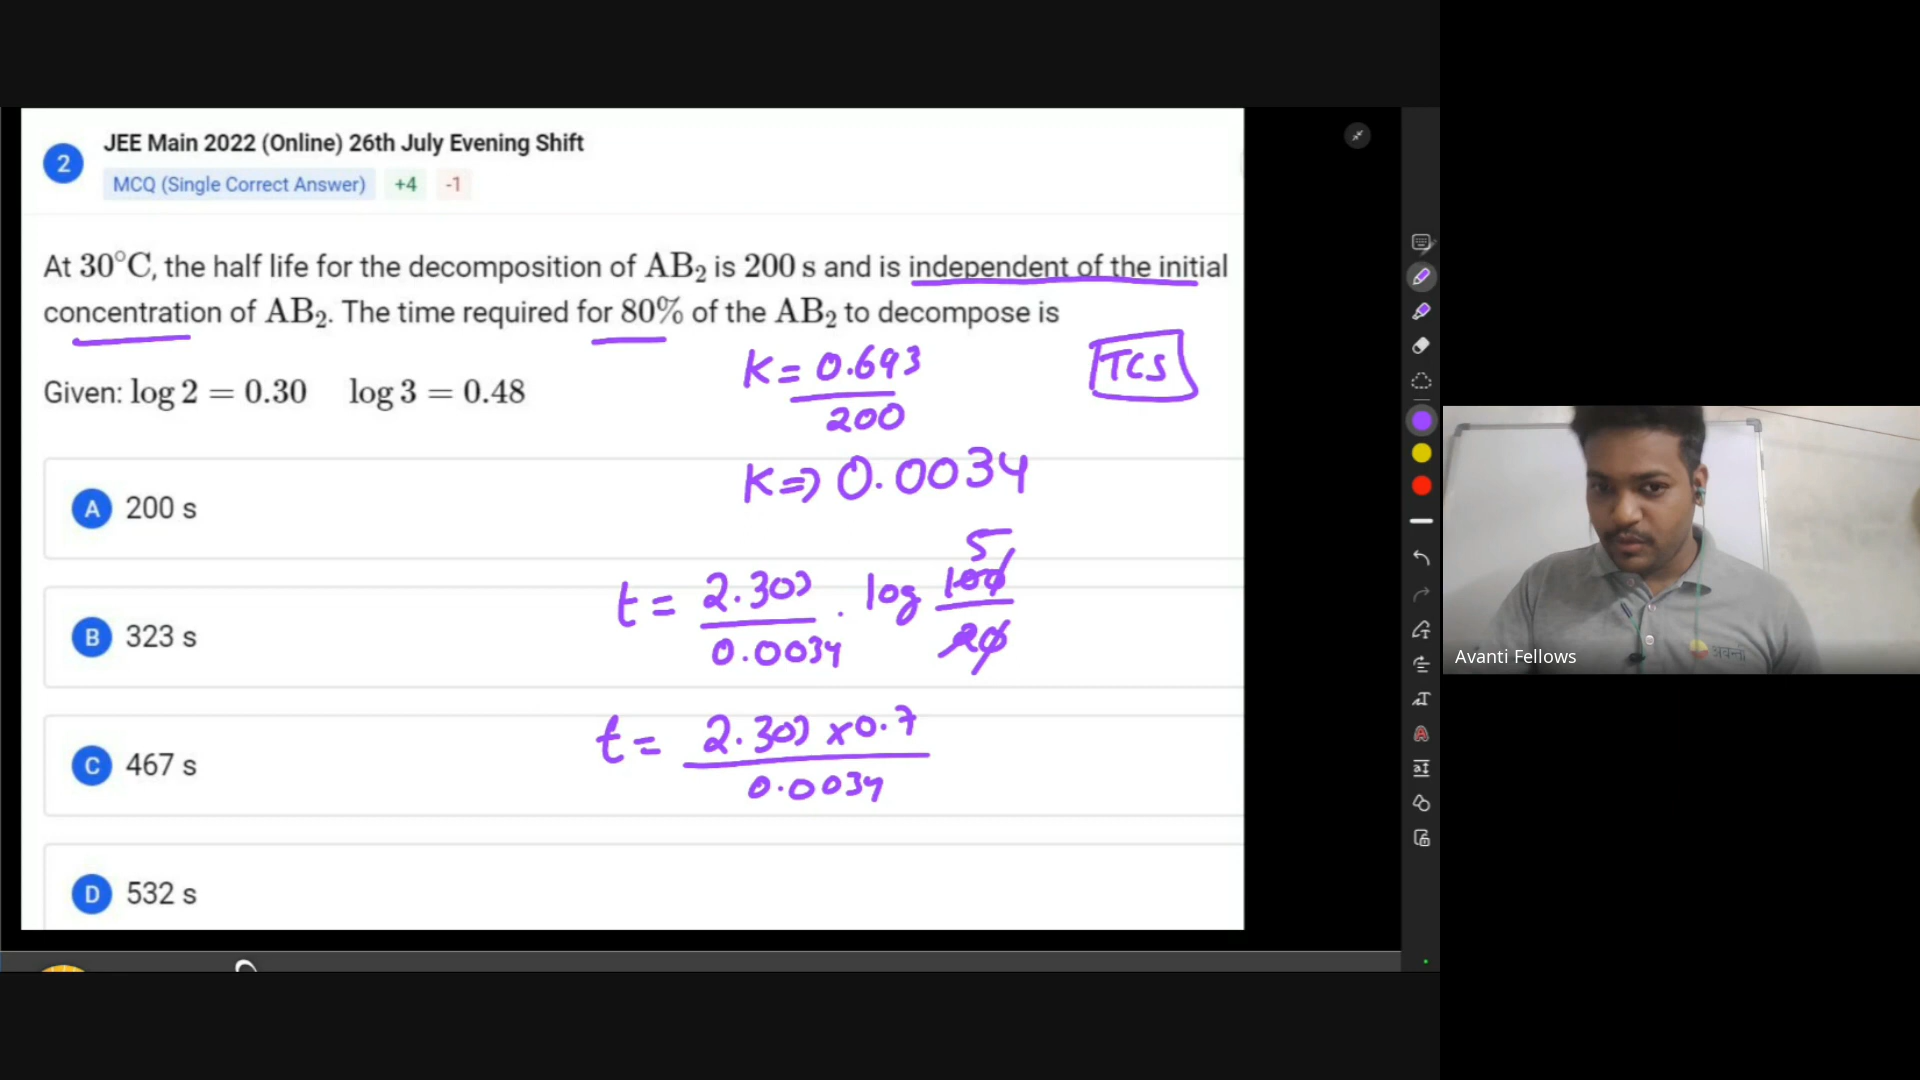 2
JEE Main 2022 (Online) 26th July Evening Shift
MCQ (Single Correct Answer) +4 -1
At 30°C, the half life for the decomposition of AB₂ is 200 s and is independent of the initial
concentration of AB₂. The time required for 80% of the AB₂ to decompose is
Given: log 2 = 0.30 log 3 = 0.48
K = 0.693 / 200
TCS
K => 0.0034
A 200 s
t = 2.303 / 0.0034 . log 100 / 20
5
B 323 s
t = 2.303 x 0.7 / 0.0034
C 467 s
D 532 s
Avanti Fellows
अवन्ती